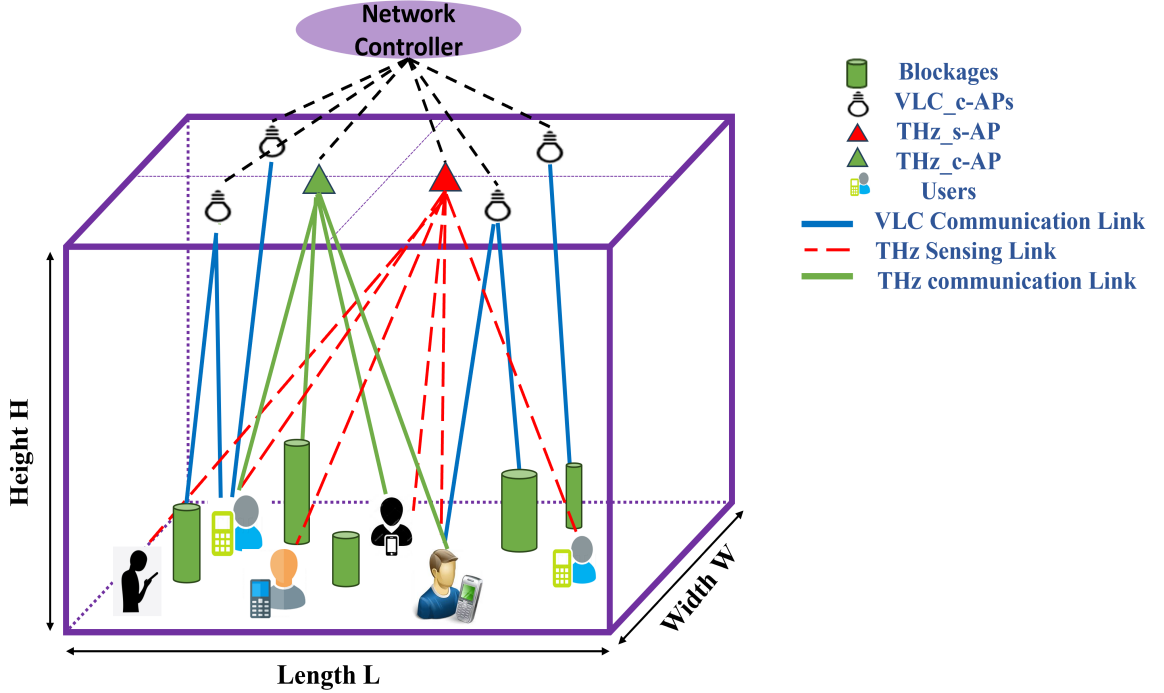 Network
Controller
Blockages
VLC_c-APs
THz_s-AP
THz_c-AP
Users
VLC Communication Link
THz Sensing Link
THz communication Link
Height H
Width W
Length L